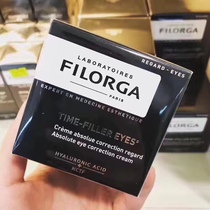 REGARD - EYES
LABORATOIRES
FILORGA
PARIS
EXPERT EN MÉDECINE ESTHÉTIQUE
TIME-FILLER EYES®
Crème absolue correction regard
Absolute eye correction cream
HYALURONIC ACID
NCTF